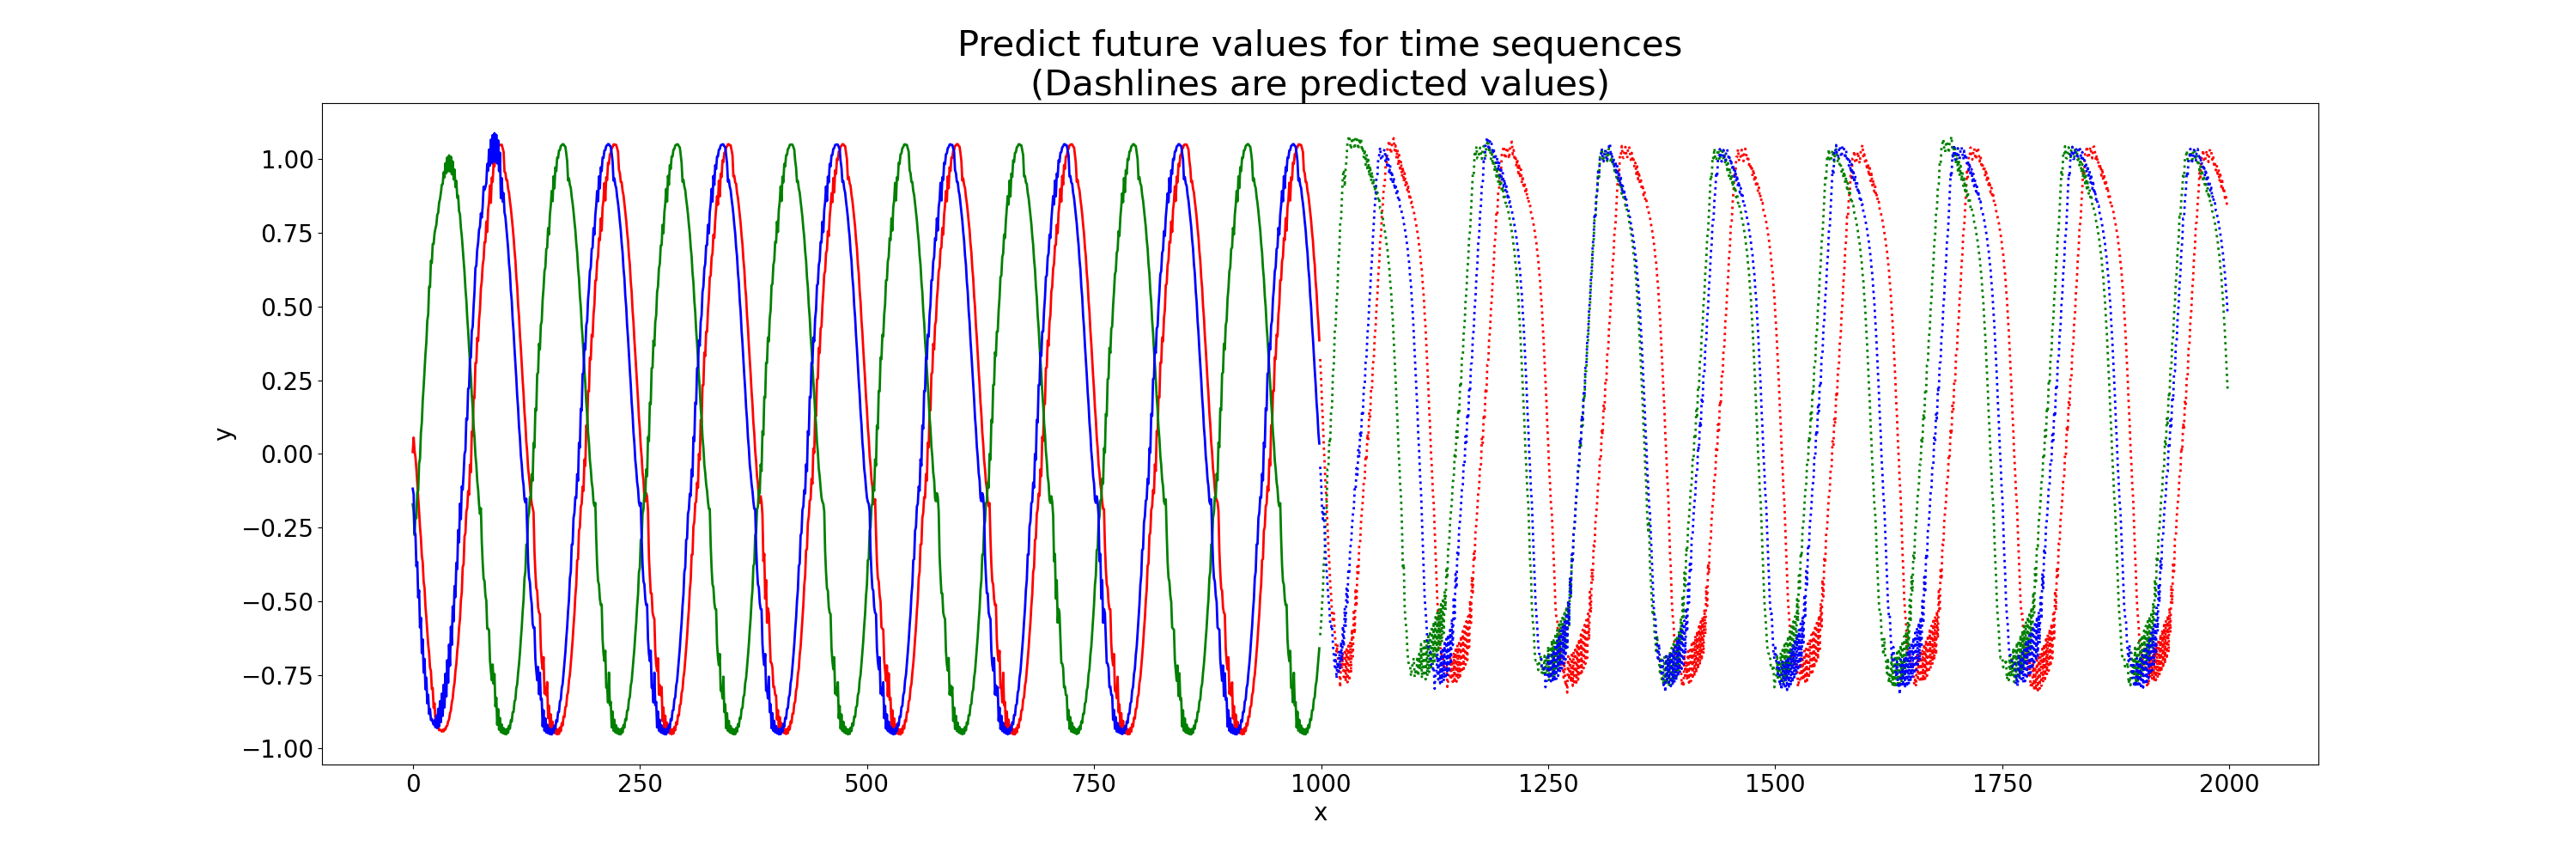 Predict future values for time sequences
(Dashlines are predicted values)
1.00
0.75
0.50
0.25
0.00
−0.25
−0.50
−0.75
−1.00
y
0 250 500 750 1000 1250 1500 1750 2000
x